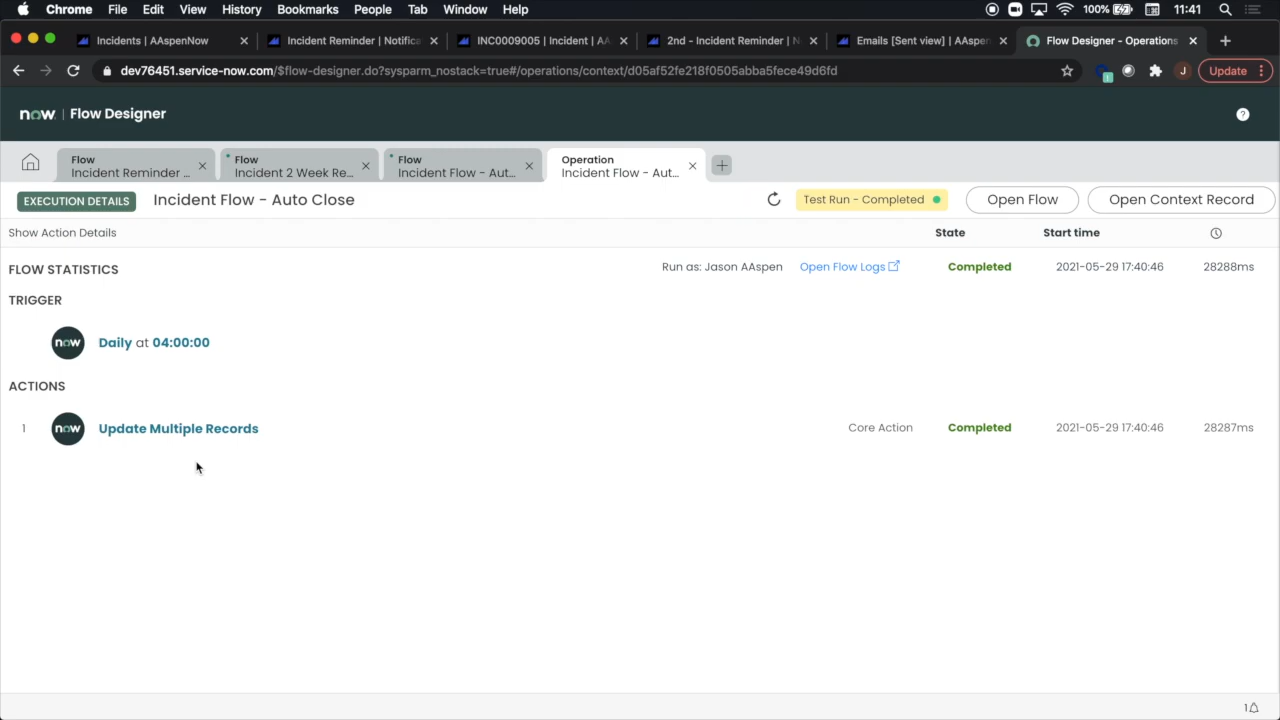 Chrome File Edit View History Bookmarks People Tab Window Help 100% 11:41
Incidents | AAspenNow Incident Reminder | Notifica INC0009005 | Incident | AA 2nd - Incident Reminder | N Emails [Sent view] | AAspen Flow Designer - Operations
dev76451.service-now.com/$flow-designer.do?sysparm_nostack=true#/operations/context/d05af52fe218f0505abba5fece49d6fd 1 J Update
now | Flow Designer ?
Flow Flow Flow Operation
Incident Reminder ... Incident 2 Week Re... Incident Flow - Aut... Incident Flow - Aut...
EXECUTION DETAILS Incident Flow - Auto Close Test Run - Completed Open Flow Open Context Record
Show Action Details State Start time
FLOW STATISTICS Run as: Jason AAspen Open Flow Logs Completed 2021-05-29 17:40:46 28288ms
TRIGGER
now Daily at 04:00:00
ACTIONS
1 now Update Multiple Records Core Action Completed 2021-05-29 17:40:46 28287ms
1